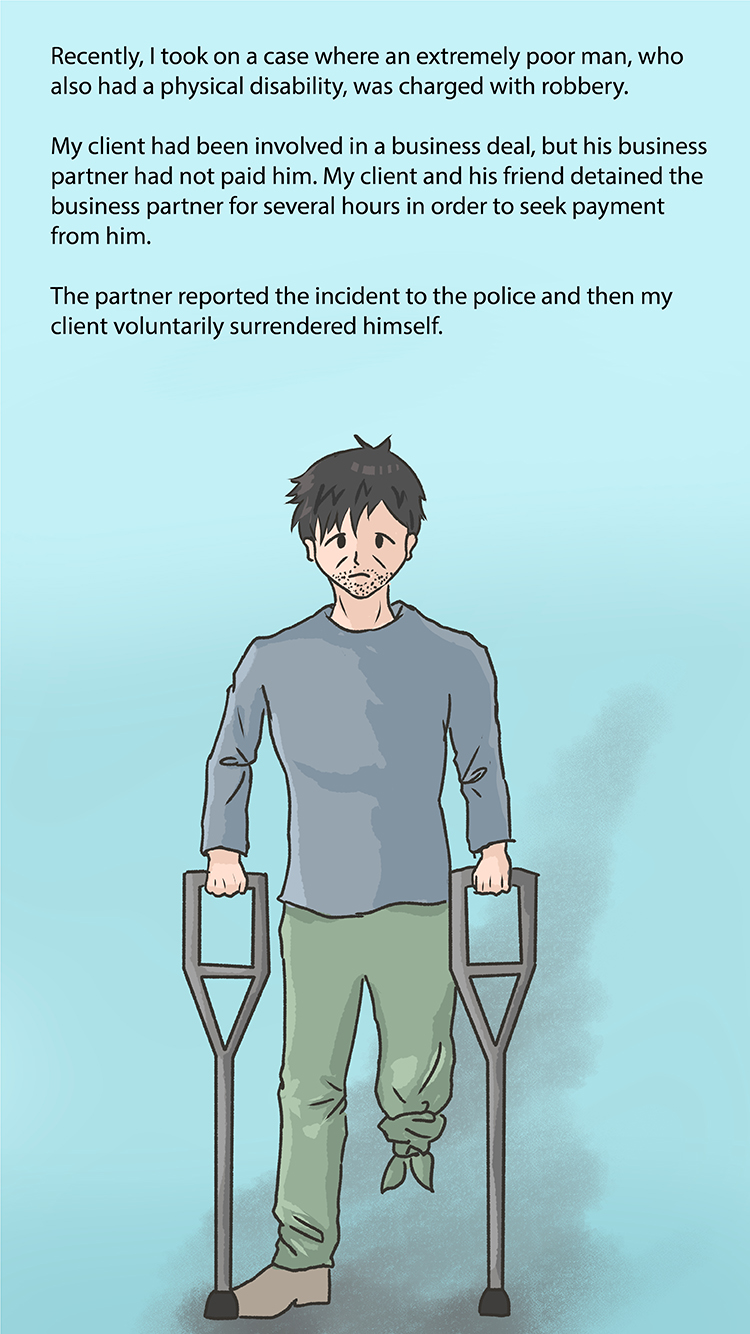 Recently, I took on a case where an extremely poor man, who
also had a physical disability, was charged with robbery.
My client had been involved in a business deal, but his business
partner had not paid him. My client and his friend detained the
business partner for several hours in order to seek payment
from him.
The partner reported the incident to the police and then my
client voluntarily surrendered himself.